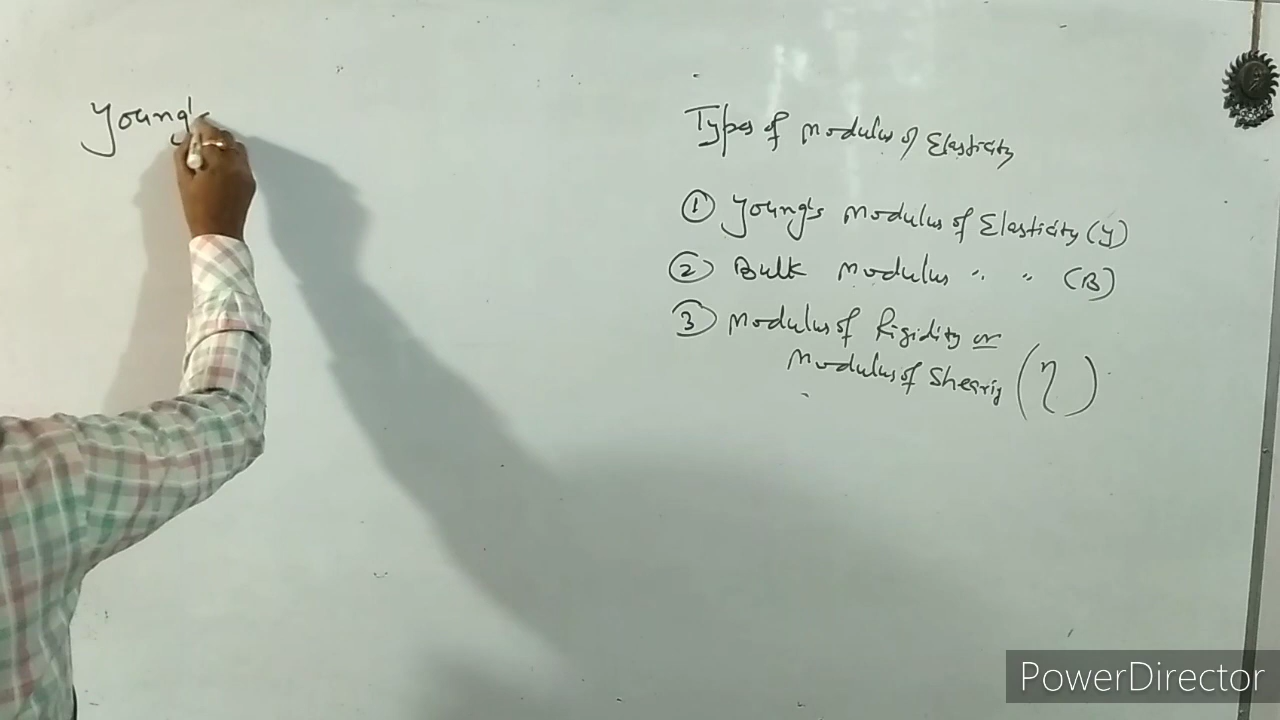 Young's
Types of Modulus of Elasticity
① Young's Modulus of Elasticity (Y)
② Bulk Modulus " " (B)
③ Modulus of Rigidity or
Modulus of Shearig (η)
PowerDirector